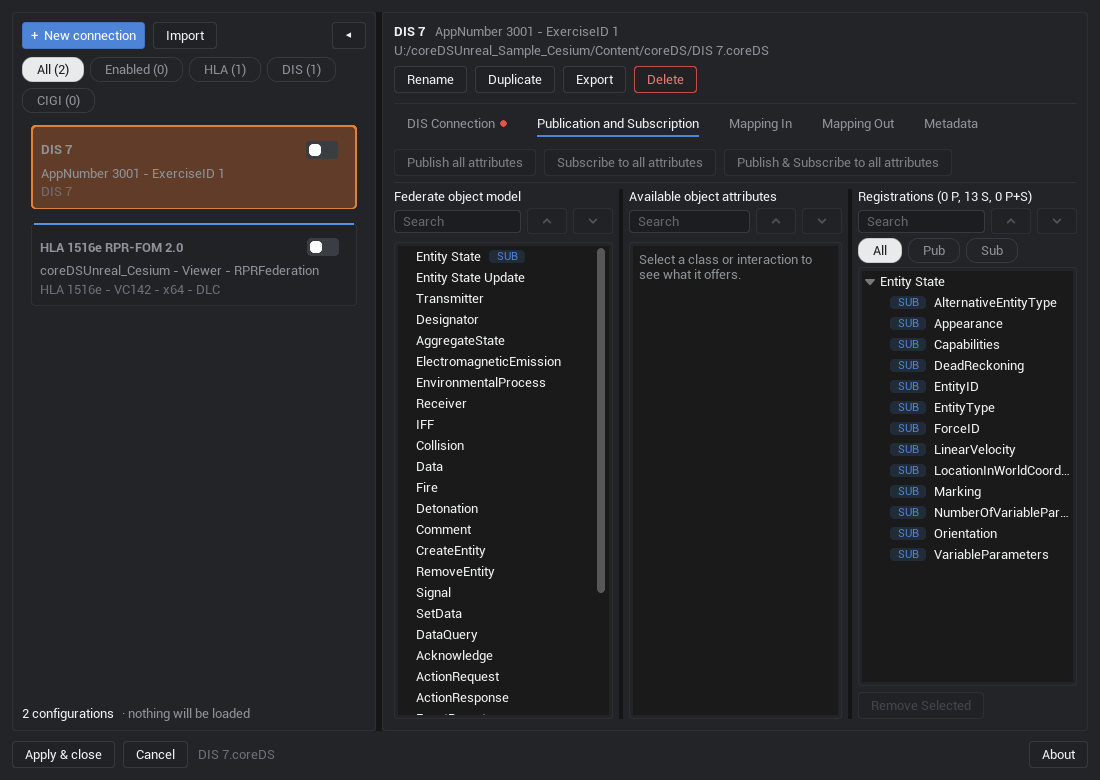 + New connection
Import
All (2)
Enabled (0)
HLA (1)
DIS (1)
CIGI (0)
DIS 7
AppNumber 3001 - ExerciseID 1
DIS 7
HLA 1516e RPR-FOM 2.0
coreDSUnreal_Cesium - Viewer - RPRFederation
HLA 1516e - VC142 - x64 - DLC
2 configurations · nothing will be loaded
DIS 7 AppNumber 3001 - ExerciseID 1
U:/coreDSUnreal_Sample_Cesium/Content/coreDS/DIS 7.coreDS
Rename
Duplicate
Export
Delete
DIS Connection
Publication and Subscription
Mapping In
Mapping Out
Metadata
Publish all attributes
Subscribe to all attributes
Publish & Subscribe to all attributes
Federate object model
Search
Entity State SUB
Entity State Update
Transmitter
Designator
AggregateState
ElectromagneticEmission
EnvironmentalProcess
Receiver
IFF
Collision
Data
Fire
Detonation
Comment
CreateEntity
RemoveEntity
Signal
SetData
DataQuery
Acknowledge
ActionRequest
ActionResponse
Available object attributes
Search
Select a class or interaction to
see what it offers.
Registrations (0 P, 13 S, 0 P+S)
Search
All
Pub
Sub
Entity State
SUB AlternativeEntityType
SUB Appearance
SUB Capabilities
SUB DeadReckoning
SUB EntityID
SUB EntityType
SUB ForceID
SUB LinearVelocity
SUB LocationInWorldCoord...
SUB Marking
SUB NumberOfVariablePar...
SUB Orientation
SUB VariableParameters
Remove Selected
Apply & close
Cancel
DIS 7.coreDS
About